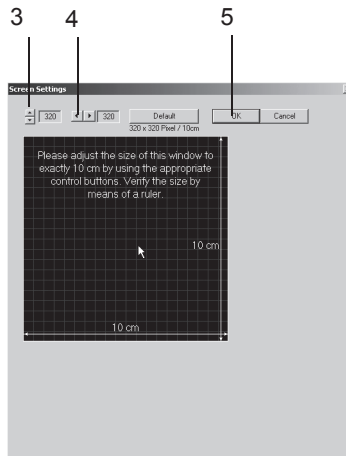 3 4 5
Screen Settings
320 320 Default OK Cancel
320 x 320 Pixel / 10cm
Please adjust the size of this window to
exactly 10 cm by using the appropriate
control buttons. Verify the size by
means of a ruler.
10 cm
10 cm